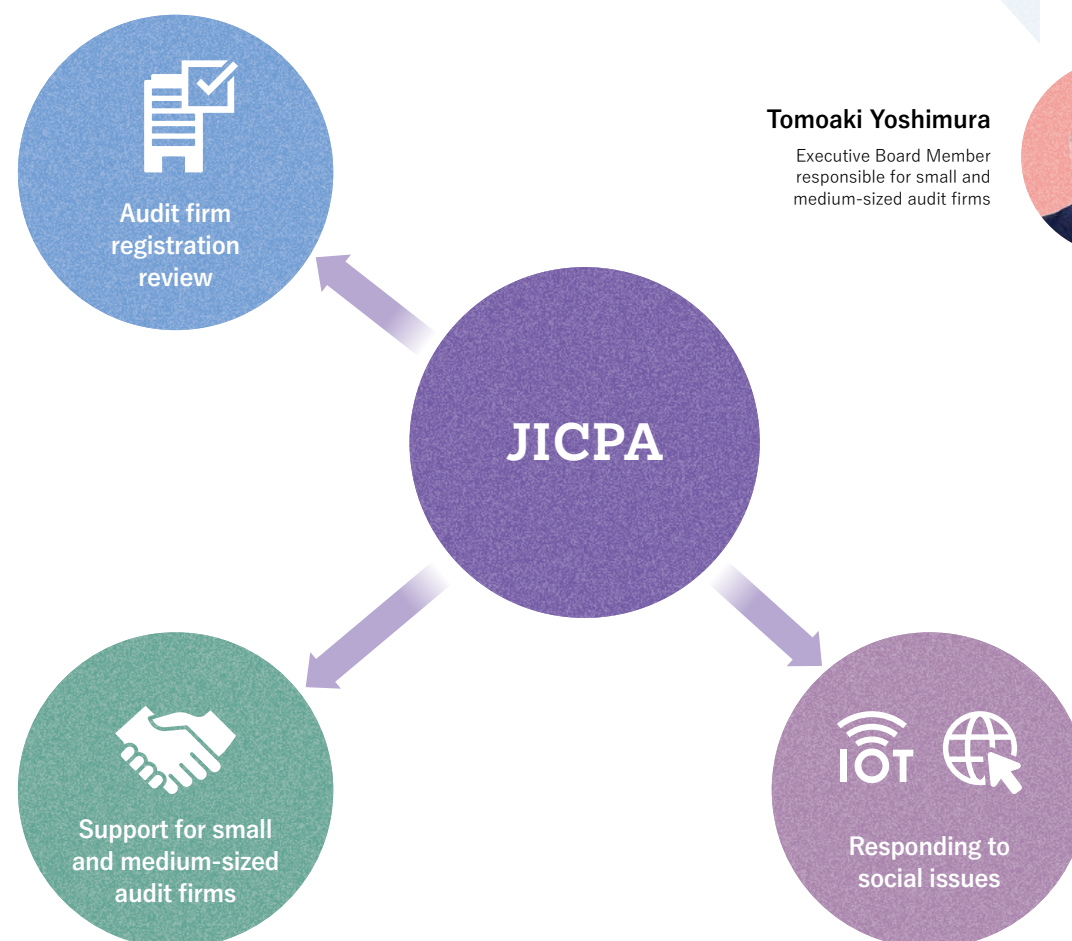 Tomoaki Yoshimura
Executive Board Member
responsible for small and
medium-sized audit firms
Audit firm
registration
review
JICPA
Support for small
and medium-sized
audit firms
IOT
Responding to
social issues